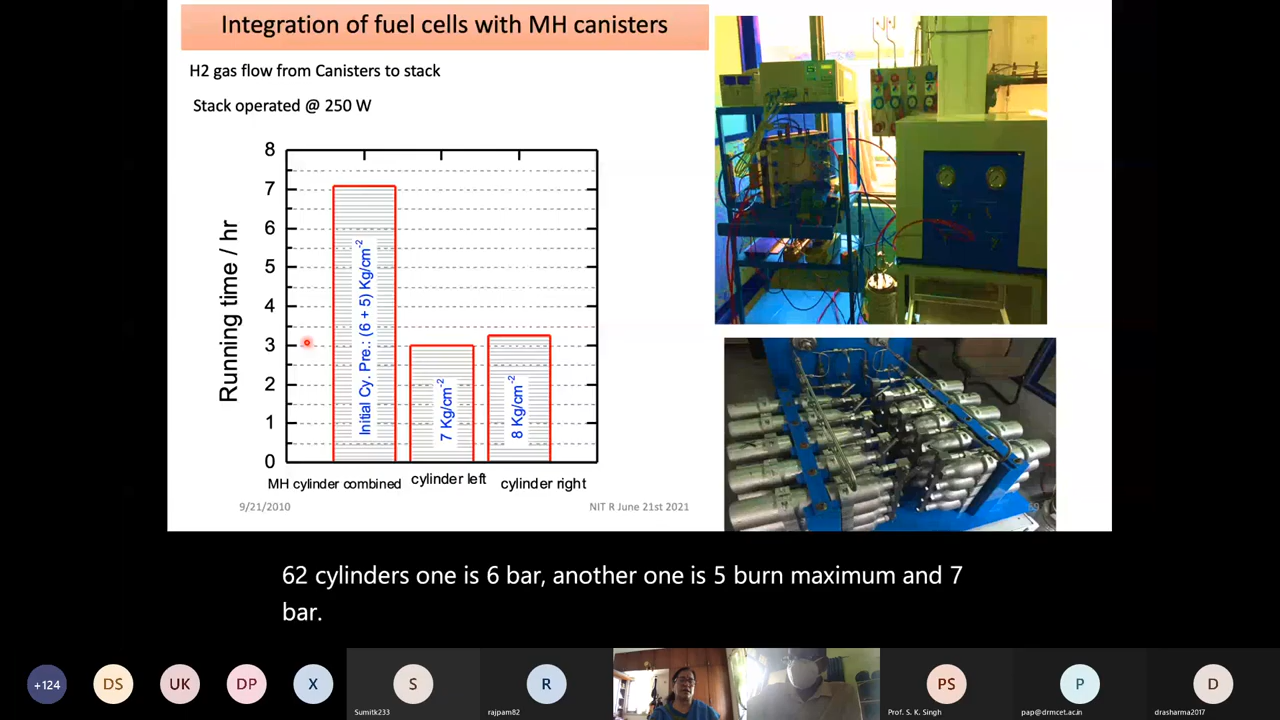 Integration of fuel cells with MH canisters
H2 gas flow from Canisters to stack
Stack operated @ 250 W
8
7
6
5
4
3
2
1
0
Running time / hr
Initial Cy. Pre.: (6 + 5) Kg/cm-2
7 Kg/cm-2
8 Kg/cm-2
MH cylinder combined
cylinder left
cylinder right
9/21/2010
NIT R June 21st 2021
69
62 cylinders one is 6 bar, another one is 5 burn maximum and 7
bar.
+124
DS
UK
DP
X
S
R
PS
P
D
Sumitk233
rajpam82
Prof. S. K. Singh
pap@drmcet.ac.in
drasharma2017